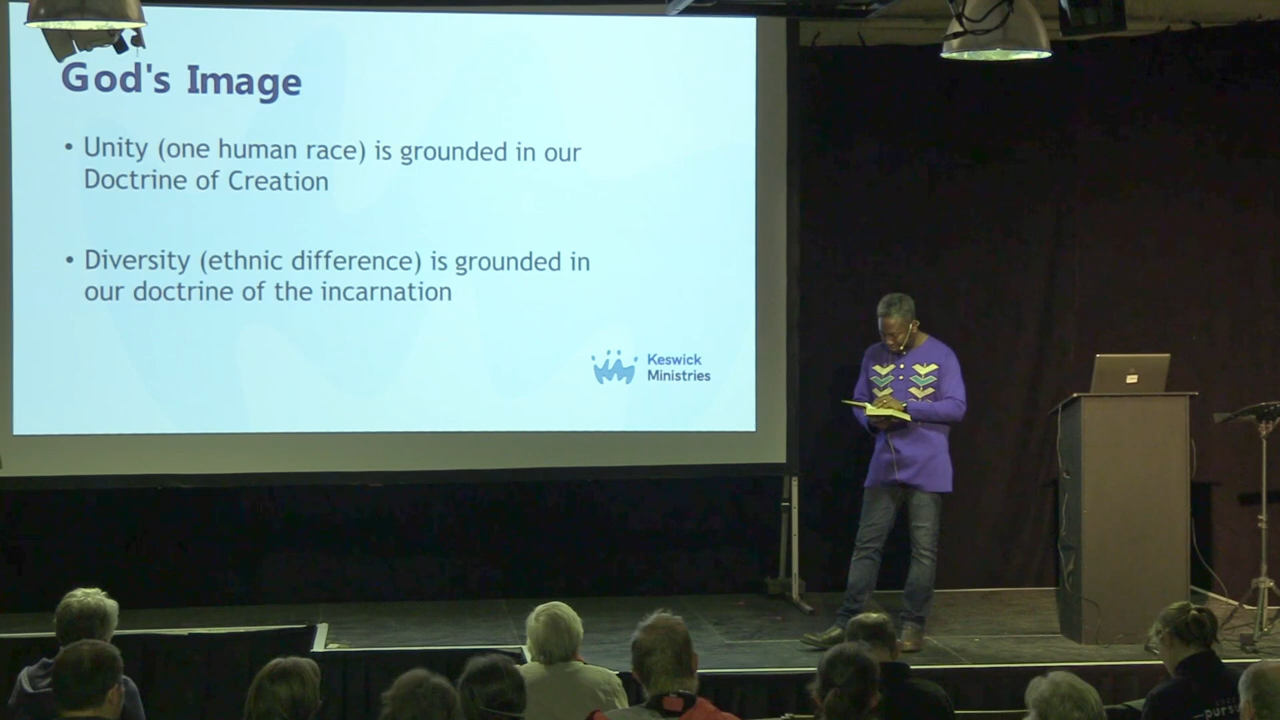 God's Image
• Unity (one human race) is grounded in our
Doctrine of Creation
• Diversity (ethnic difference) is grounded in
our doctrine of the incarnation
Keswick
Ministries